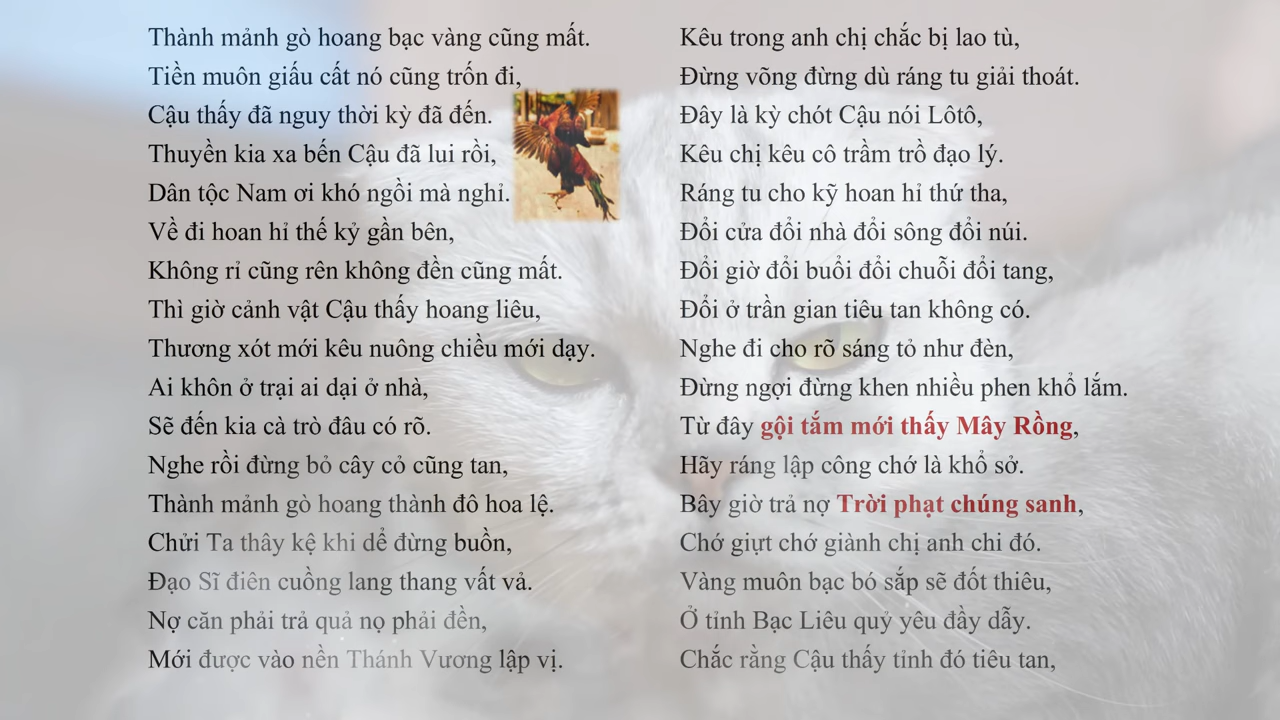 Thành mảnh gò hoang bạc vàng cũng mất.
Tiền muôn giấu cất nó cũng trốn đi,
Cậu thấy đã nguy thời kỳ đã đến.
Thuyền kia xa bến Cậu đã lui rồi,
Dân tộc Nam ơi khó ngồi mà nghỉ.
Về đi hoan hỉ thế kỷ gần bên,
Không rỉ cũng rên không đền cũng mất.
Thì giờ cảnh vật Cậu thấy hoang liêu,
Thương xót mới kêu nuông chiều mới dạy.
Ai khôn ở trại ai dại ở nhà,
Sẽ đến kia cà trò đâu có rõ.
Nghe rồi đừng bỏ cây cỏ cũng tan,
Thành mảnh gò hoang thành đô hoa lệ.
Chửi Ta thây kệ khi dể đừng buồn,
Đạo Sĩ điên cuồng lang thang vất vả.
Nợ căn phải trả quả nọ phải đền,
Mới được vào nền Thánh Vương lập vị.
Kêu trong anh chị chắc bị lao tù,
Đừng võng đừng dù ráng tu giải thoát.
Đây là kỳ chót Cậu nói Lôtô,
Kêu chị kêu cô trầm trồ đạo lý.
Ráng tu cho kỹ hoan hỉ thứ tha,
Đổi cửa đổi nhà đổi sông đổi núi.
Đổi giờ đổi buổi đổi chuỗi đổi tang,
Đổi ở trần gian tiêu tan không có.
Nghe đi cho rõ sáng tỏ như đèn,
Đừng ngợi đừng khen nhiều phen khổ lắm.
Từ đây gội tắm mới thấy Mây Rồng,
Hãy ráng lập công chớ là khổ sở.
Bây giờ trả nợ Trời phạt chúng sanh,
Chớ giựt chớ giành chị anh chi đó.
Vàng muôn bạc bó sắp sẽ đốt thiêu,
Ở tỉnh Bạc Liêu quỷ yêu đầy dẫy.
Chắc rằng Cậu thấy tỉnh đó tiêu tan,